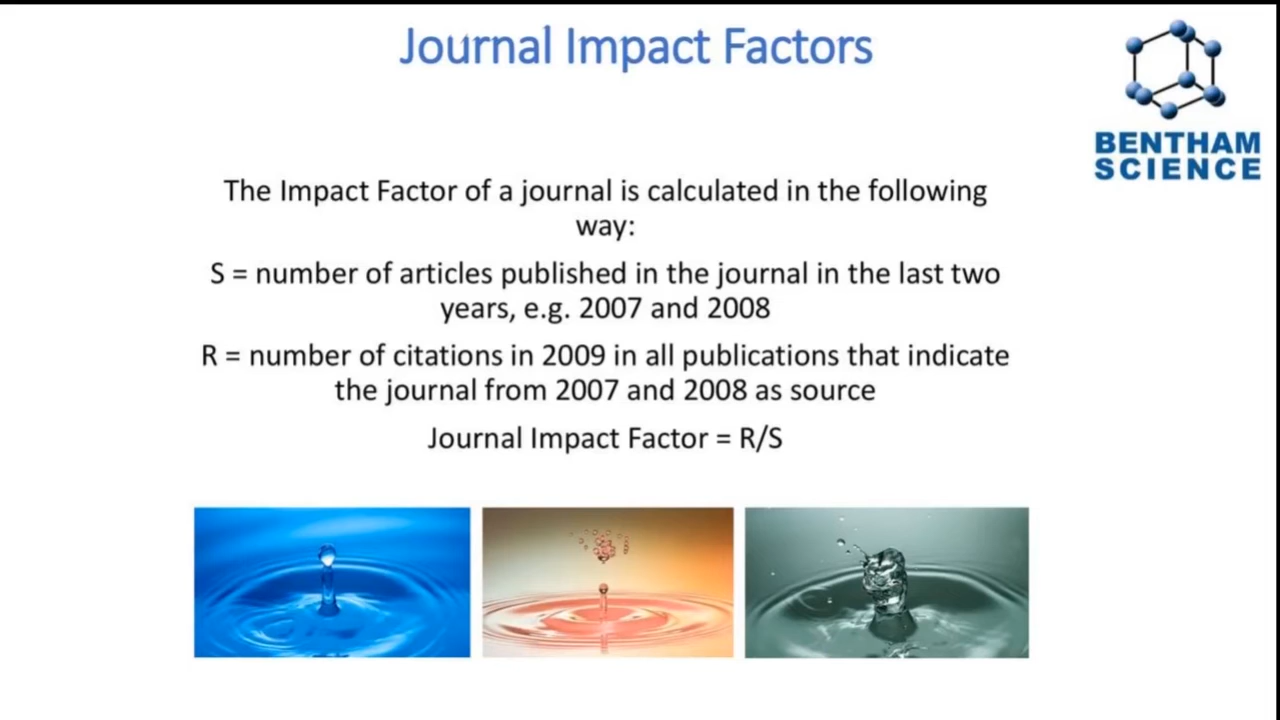 Journal Impact Factors
BENTHAM
SCIENCE
The Impact Factor of a journal is calculated in the following
way:
S = number of articles published in the journal in the last two
years, e.g. 2007 and 2008
R = number of citations in 2009 in all publications that indicate
the journal from 2007 and 2008 as source
Journal Impact Factor = R/S